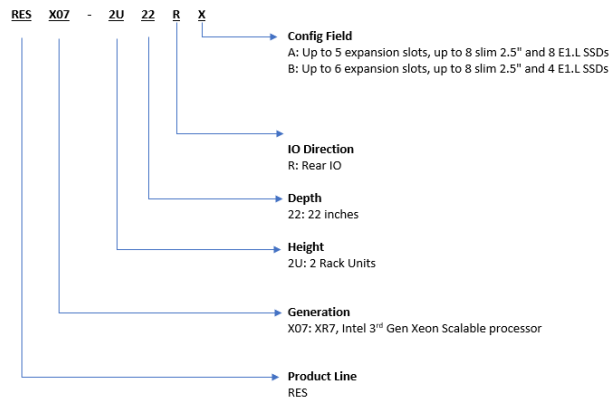 RES X07 - 2U 22 R X
Config Field
A: Up to 5 expansion slots, up to 8 slim 2.5" and 8 E1.L SSDs
B: Up to 6 expansion slots, up to 8 slim 2.5" and 4 E1.L SSDs
IO Direction
R: Rear IO
Depth
22: 22 inches
Height
2U: 2 Rack Units
Generation
X07: XR7, Intel 3rd Gen Xeon Scalable processor
Product Line
RES